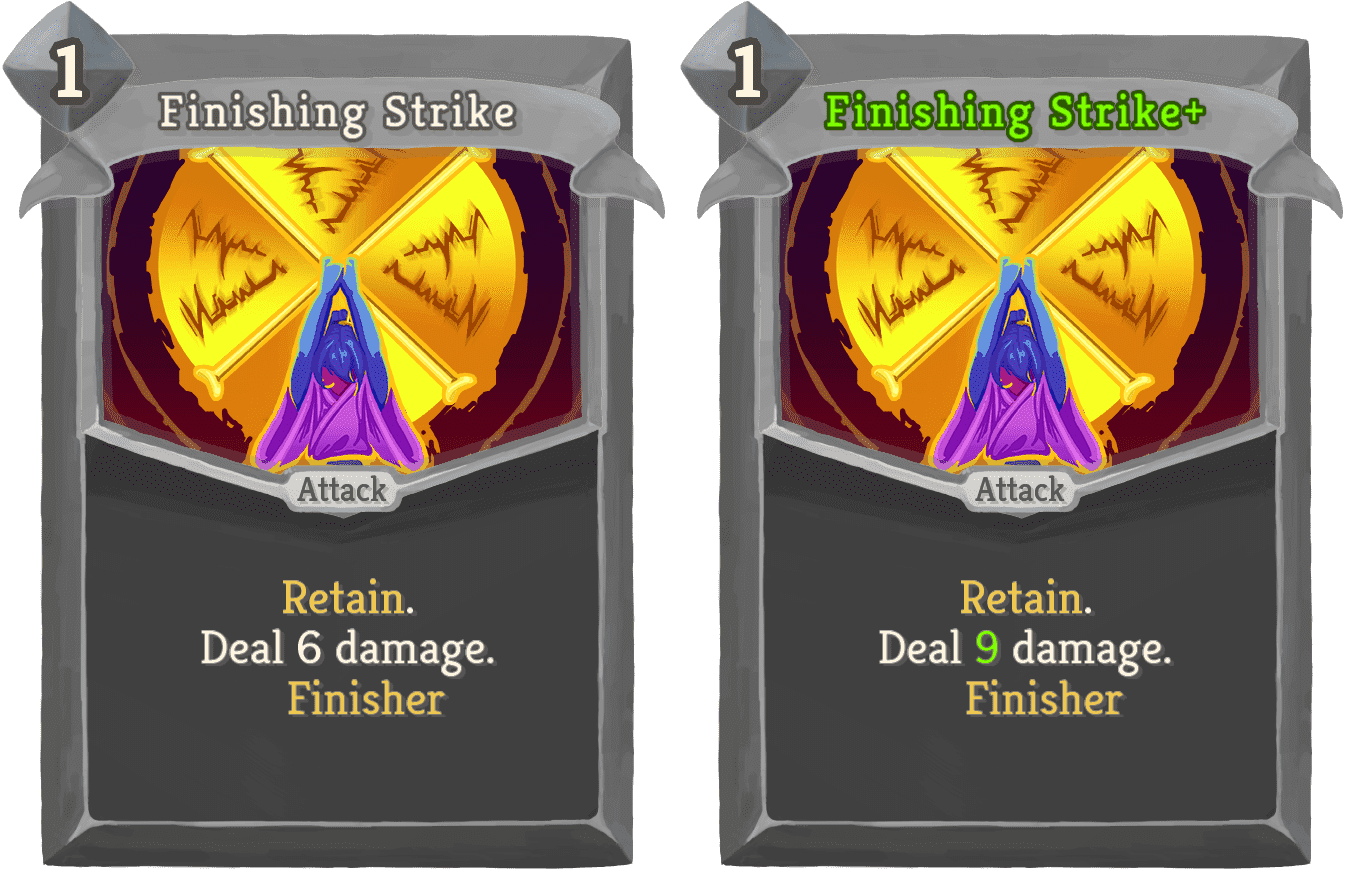 1
Finishing Strike
Attack
Retain.
Deal 6 damage.
Finisher
1
Finishing Strike+
Attack
Retain.
Deal 9 damage.
Finisher